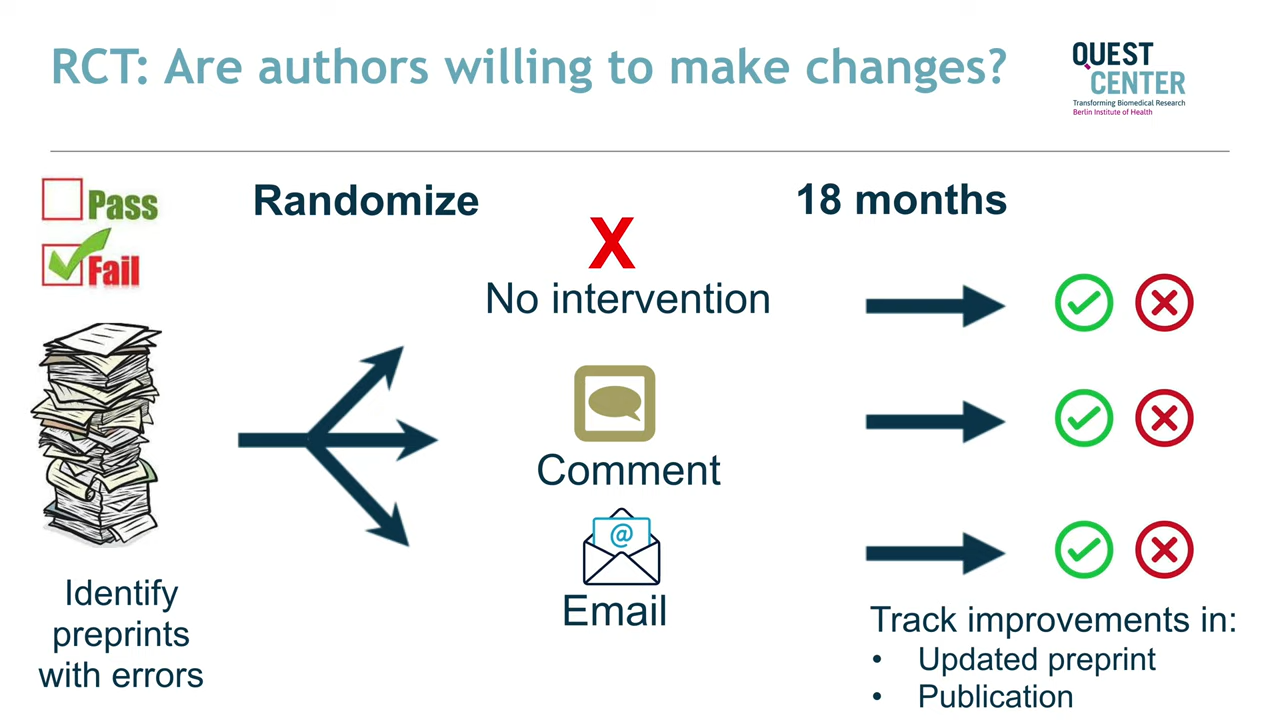 RCT: Are authors willing to make changes?
QUEST
CENTER
Transforming Biomedical Research
Berlin Institute of Health
Pass
Fail
Randomize
18 months
X
No intervention
Comment
@
Email
Identify
preprints
with errors
Track improvements in:
• Updated preprint
• Publication